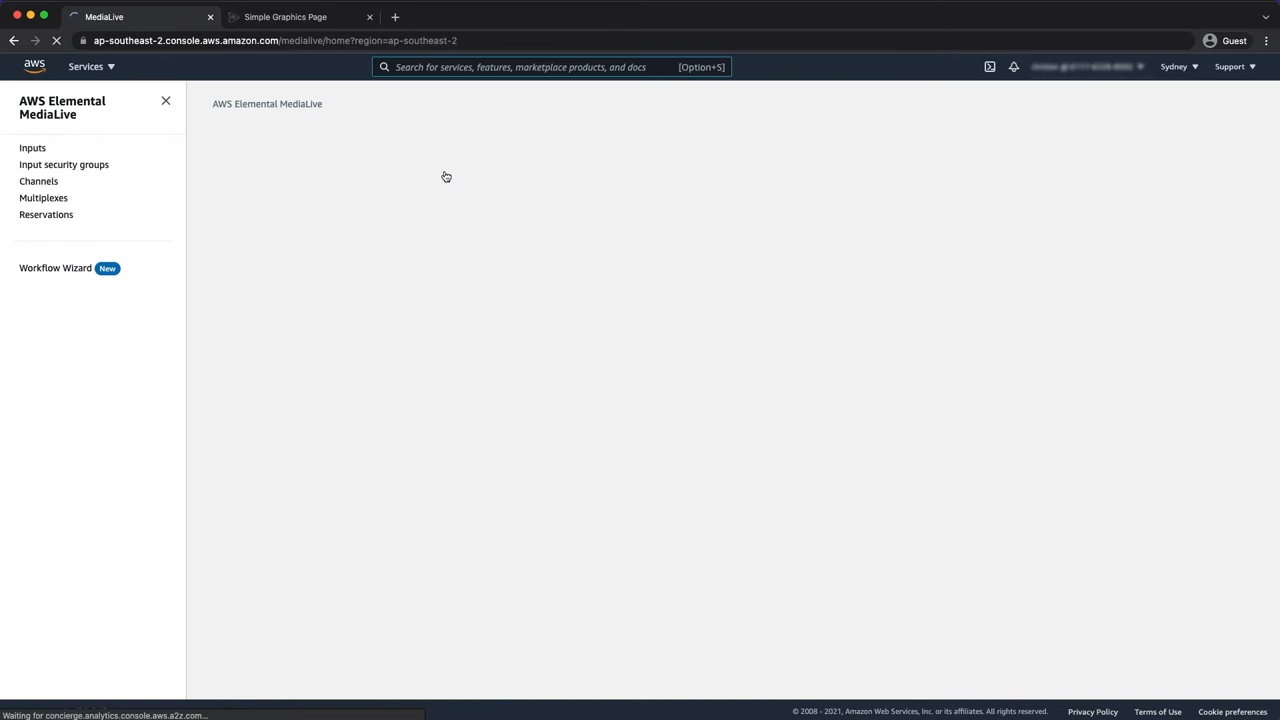 MediaLive
Simple Graphics Page
ap-southeast-2.console.aws.amazon.com/medialive/home?region=ap-southeast-2
Guest
aws
Services
Search for services, features, marketplace products, and docs
[Option+S]
Sydney
Support
AWS Elemental
MediaLive
AWS Elemental MediaLive
Inputs
Input security groups
Channels
Multiplexes
Reservations
Workflow Wizard New
Waiting for concierge.analytics.console.aws.a2z.com...
© 2008 - 2021, Amazon Web Services, Inc. or its affiliates. All rights reserved.
Privacy Policy
Terms of Use
Cookie preferences